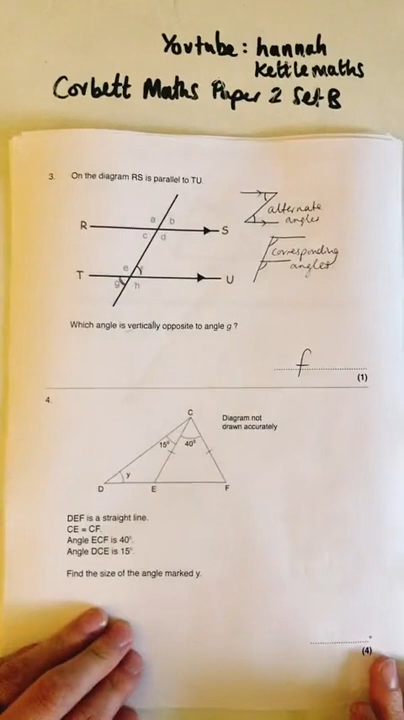 Youtube: hannah
kettlemaths
Corbett Maths Paper 2 Set B
3. On the diagram RS is parallel to TU.
alternate
angles
corresponding
angles
R
a
b
c
d
S
T
e
f
g
h
U
Which angle is vertically opposite to angle g ?
f
(1)
4.
C
Diagram not
drawn accurately
15°
40°
y
D
E
F
DEF is a straight line.
CE = CF.
Angle ECF is 40°.
Angle DCE is 15°.
Find the size of the angle marked y.
°
(4)